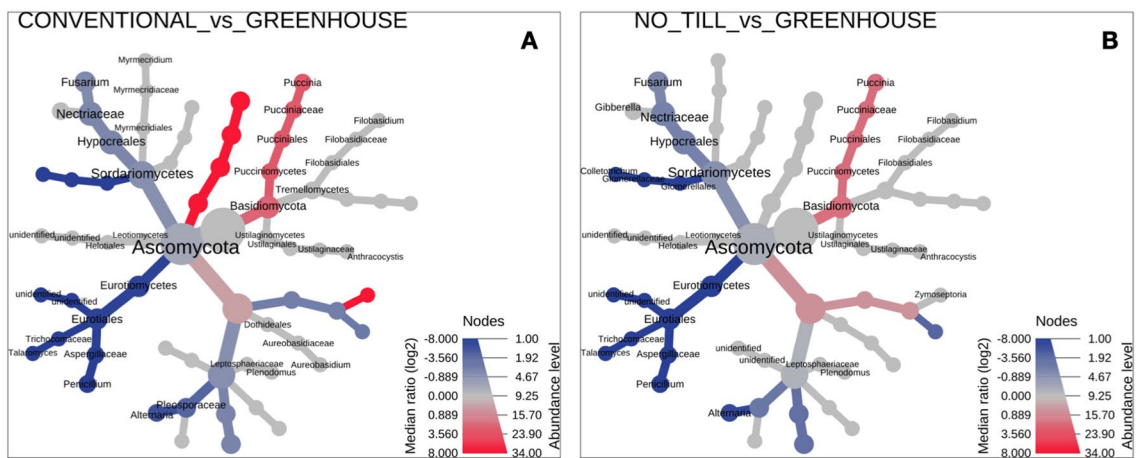 CONVENTIONAL_vs_GREENHOUSE
A
Myrmecridium
Fusarium
Myrmecridiaceae
Puccinia
Nectriaceae
Pucciniaceae
Filobasidium
Myrmecridiales
Hypocreales
Pucciniales
Filobasidiaceae
Filobasidiales
Sordariomycetes
Pucciniomycetes
Tremellomycetes
Basidiomycota
unidentified
unidentified
Helotiales
Leotiomycetes
Ascomycota
Ustilaginomycetes
Ustilaginales
Ustilaginaceae
Anthracocystis
Eurotiomycetes
unidentified
unidentified
Eurotiales
Dothideales
Trichocomaceae
Aureobasidiaceae
Talaromyces
Aspergillaceae
Leptosphaeriaceae
Plenodomus
Aureobasidium
Penicillium
Pleosporaceae
Alternaria
Nodes
Median ratio (log2)
Abundance level
-8.000 1.00
-3.560 1.92
-0.889 4.67
0.000 9.25
0.889 15.70
3.560 23.90
8.000 34.00
NO_TILL_vs_GREENHOUSE
B
Fusarium
Puccinia
Gibberella
Nectriaceae
Pucciniaceae
Filobasidium
Hypocreales
Pucciniales
Filobasidiaceae
Filobasidiales
Colletotrichum
Glomerellaceae
Glomerellales
Sordariomycetes
Pucciniomycetes
Tremellomycetes
Basidiomycota
unidentified
unidentified
Helotiales
Leotiomycetes
Ascomycota
Ustilaginomycetes
Ustilaginales
Ustilaginaceae
Anthracocystis
Eurotiomycetes
unidentified
unidentified
Zymoseptoria
Eurotiales
Trichocomaceae
Talaromyces
Aspergillaceae
unidentified
unidentified
Leptosphaeriaceae
Plenodomus
Penicillium
Alternaria
Nodes
Median ratio (log2)
Abundance level
-8.000 1.00
-3.560 1.92
-0.889 4.67
0.000 9.25
0.889 15.70
3.560 23.90
8.000 34.00